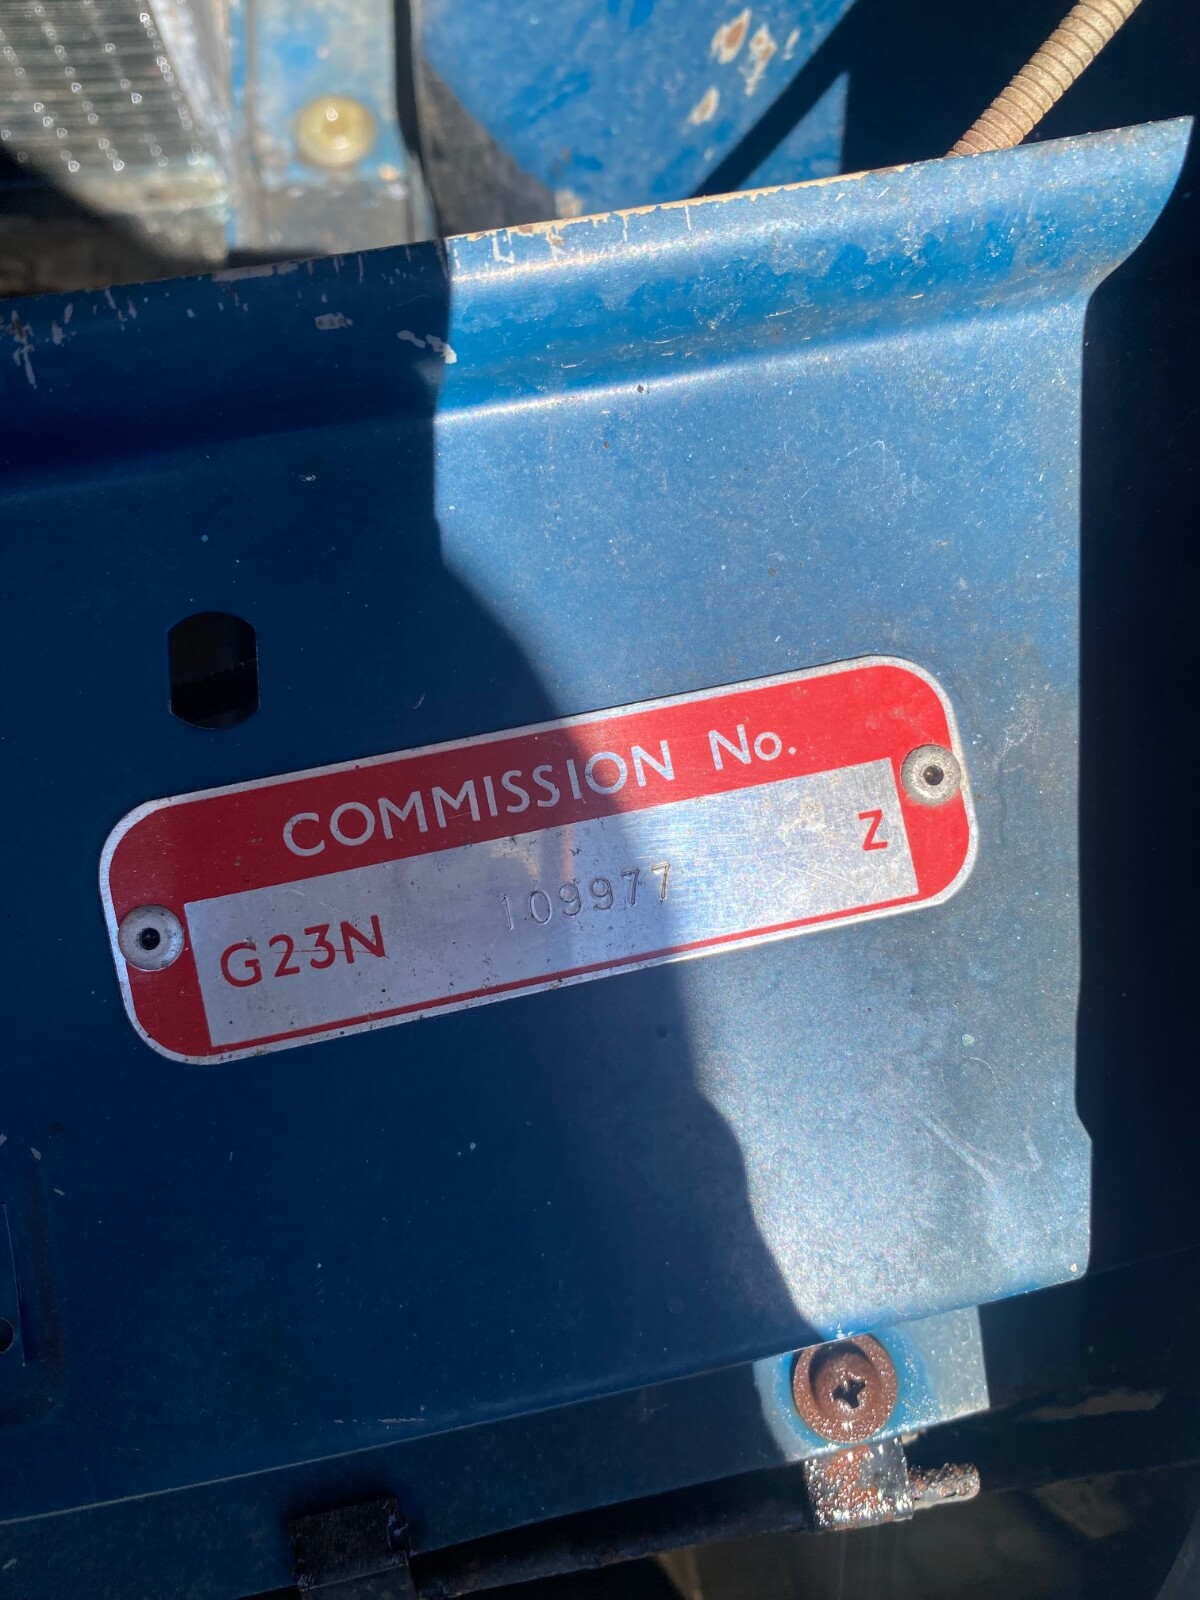 COMMISSION No.
G23N 109977 Z